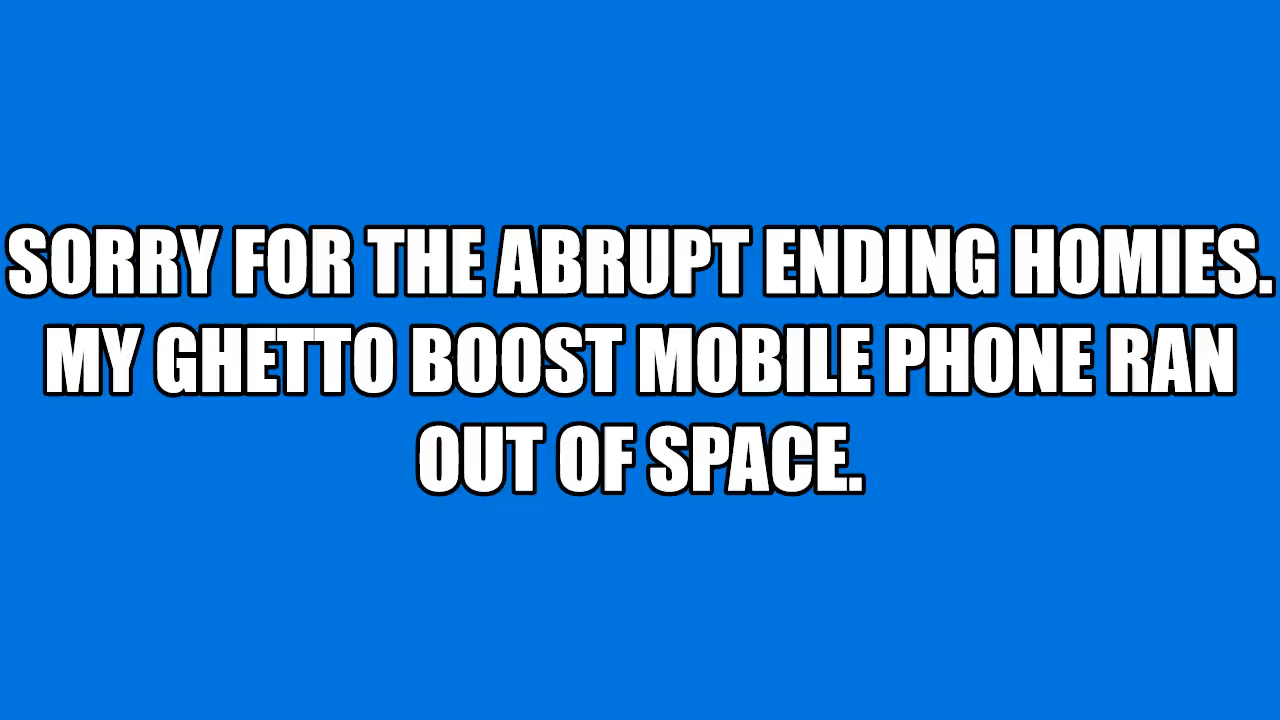 SORRY FOR THE ABRUPT ENDING HOMIES.
MY GHETTO BOOST MOBILE PHONE RAN
OUT OF SPACE.